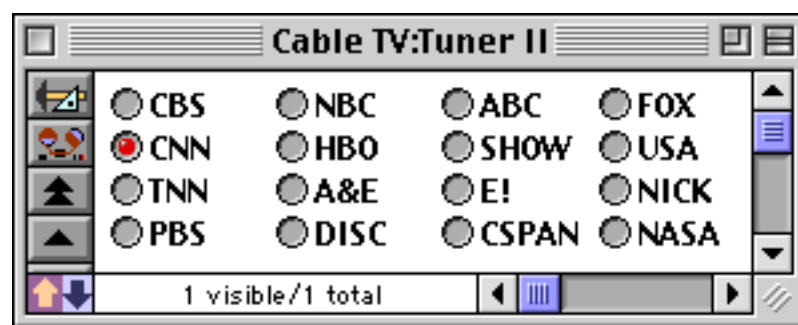 Cable TV:Tuner II
CBS NBC ABC FOX
CNN HBO SHOW USA
TNN A&E E! NICK
PBS DISC CSPAN NASA
1 visible/1 total